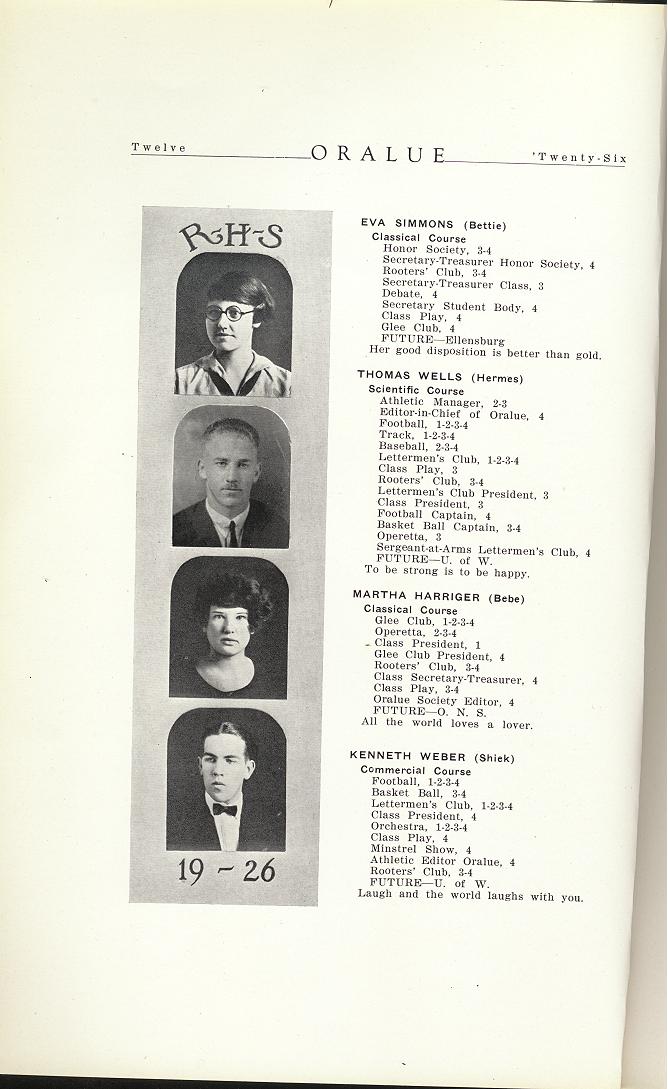 Twelve ORALUE 'Twenty-Six
R-H-S
19-26
EVA SIMMONS (Bettie)
Classical Course
Honor Society, 3-4
Secretary-Treasurer Honor Society, 4
Rooters' Club, 3-4
Secretary-Treasurer Class, 3
Debate, 4
Secretary Student Body, 4
Class Play, 4
Glee Club, 4
FUTURE—Ellensburg
Her good disposition is better than gold.
THOMAS WELLS (Hermes)
Scientific Course
Athletic Manager, 2-3
Editor-in-Chief of Oralue, 4
Football, 1-2-3-4
Track, 1-2-3-4
Baseball, 2-3-4
Lettermen's Club, 1-2-3-4
Class Play, 3
Rooters' Club, 3-4
Lettermen's Club President, 3
Class President, 3
Football Captain, 4
Basket Ball Captain, 3-4
Operetta, 3
Sergeant-at-Arms Lettermen's Club, 4
FUTURE—U. of W.
To be strong is to be happy.
MARTHA HARRIGER (Bebe)
Classical Course
Glee Club, 1-2-3-4
Operetta, 2-3-4
Class President, 1
Glee Club President, 4
Rooters' Club, 3-4
Class Secretary-Treasurer, 4
Class Play, 3-4
Oralue Society Editor, 4
FUTURE—O. N. S.
All the world loves a lover.
KENNETH WEBER (Shiek)
Commercial Course
Football, 1-2-3-4
Basket Ball, 3-4
Lettermen's Club, 1-2-3-4
Class President, 4
Orchestra, 1-2-3-4
Class Play, 4
Minstrel Show, 4
Athletic Editor Oralue, 4
Rooters' Club, 3-4
FUTURE—U. of W.
Laugh and the world laughs with you.